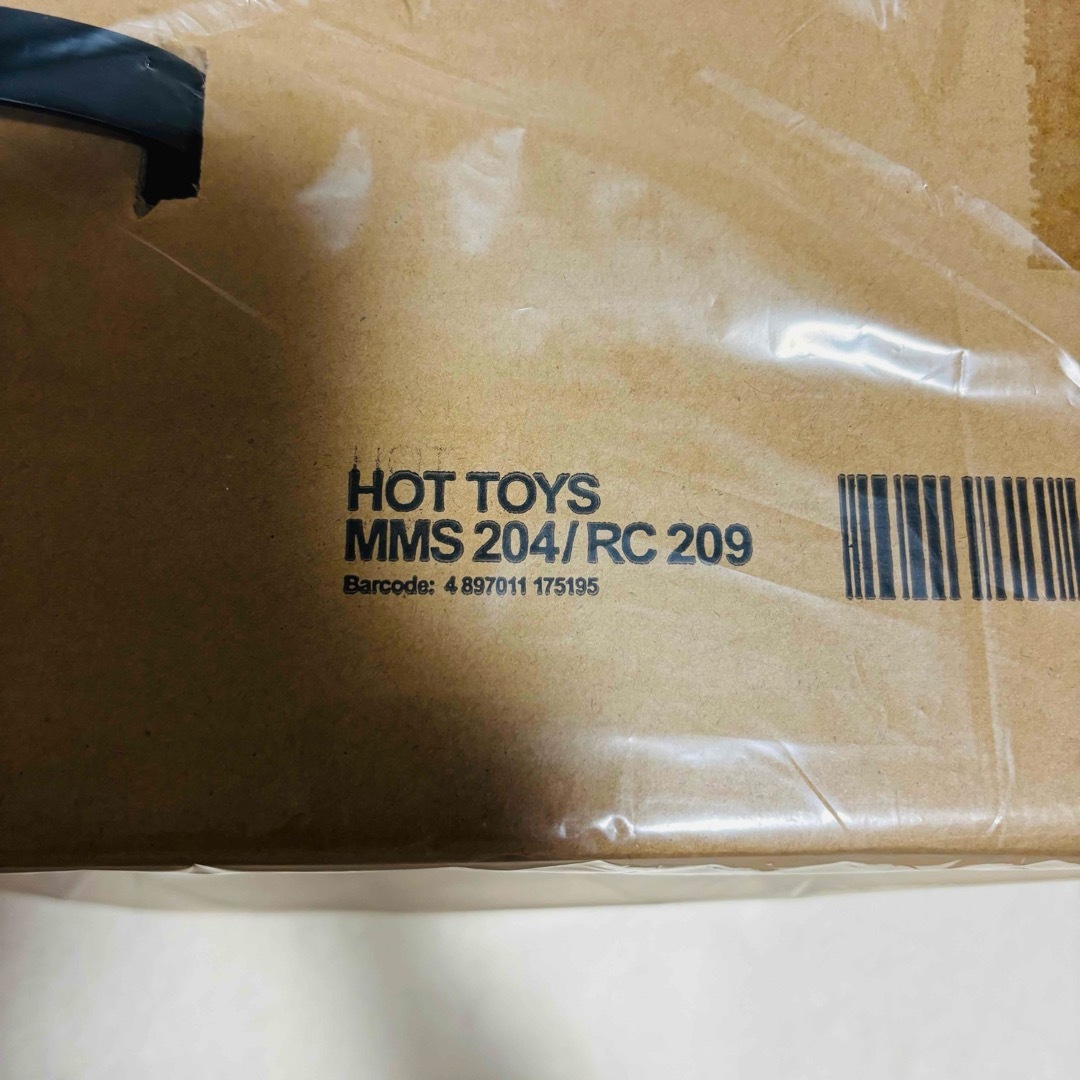 HOT TOYS
MMS 204/ RC 209
Barcode: 4 897011 175195